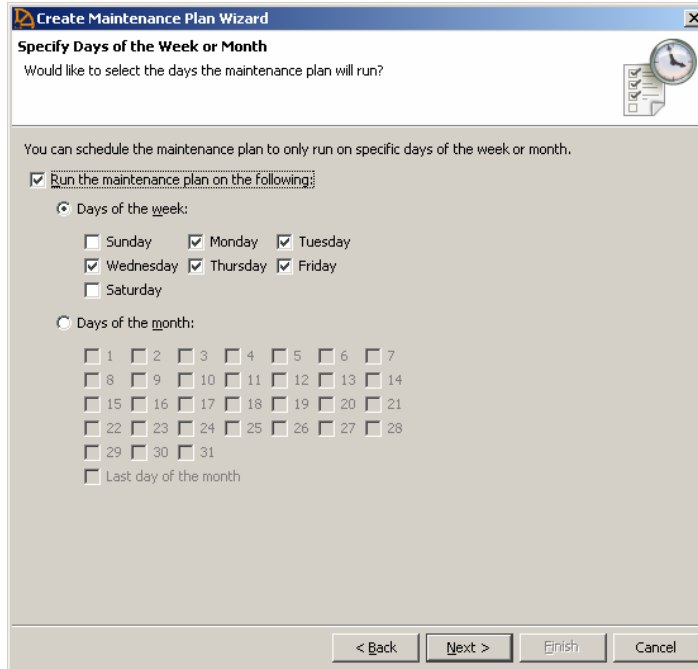 Create Maintenance Plan Wizard
Specify Days of the Week or Month
Would like to select the days the maintenance plan will run?
You can schedule the maintenance plan to only run on specific days of the week or month.
Run the maintenance plan on the following:
Days of the week:
Sunday Monday Tuesday
Wednesday Thursday Friday
Saturday
Days of the month:
1 2 3 4 5 6 7
8 9 10 11 12 13 14
15 16 17 18 19 20 21
22 23 24 25 26 27 28
29 30 31
Last day of the month
< Back Next > Finish Cancel